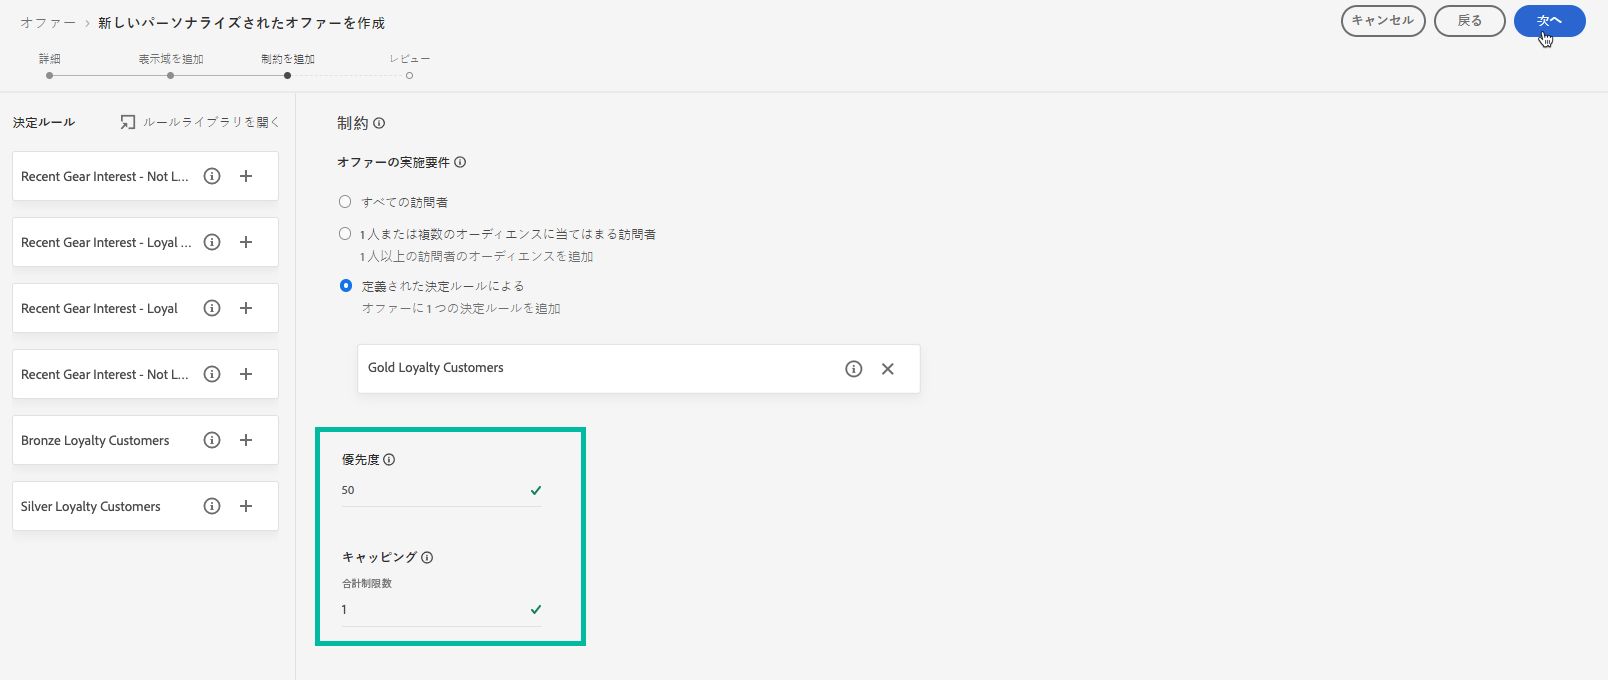 オファー › 新しいパーソナライズされたオファーを作成
キャンセル
戻る
次へ
詳細
表示域を追加
制約を追加
レビュー
決定ルール
ルールライブラリを開く
Recent Gear Interest - Not L...
Recent Gear Interest - Loyal ...
Recent Gear Interest - Loyal
Recent Gear Interest - Not L...
Bronze Loyalty Customers
Silver Loyalty Customers
制約
オファーの実施要件
すべての訪問者
1人または複数のオーディエンスに当てはまる訪問者
1人以上の訪問者のオーディエンスを追加
定義された決定ルールによる
オファーに1つの決定ルールを追加
Gold Loyalty Customers
優先度
50
キャッピング
合計制限数
1